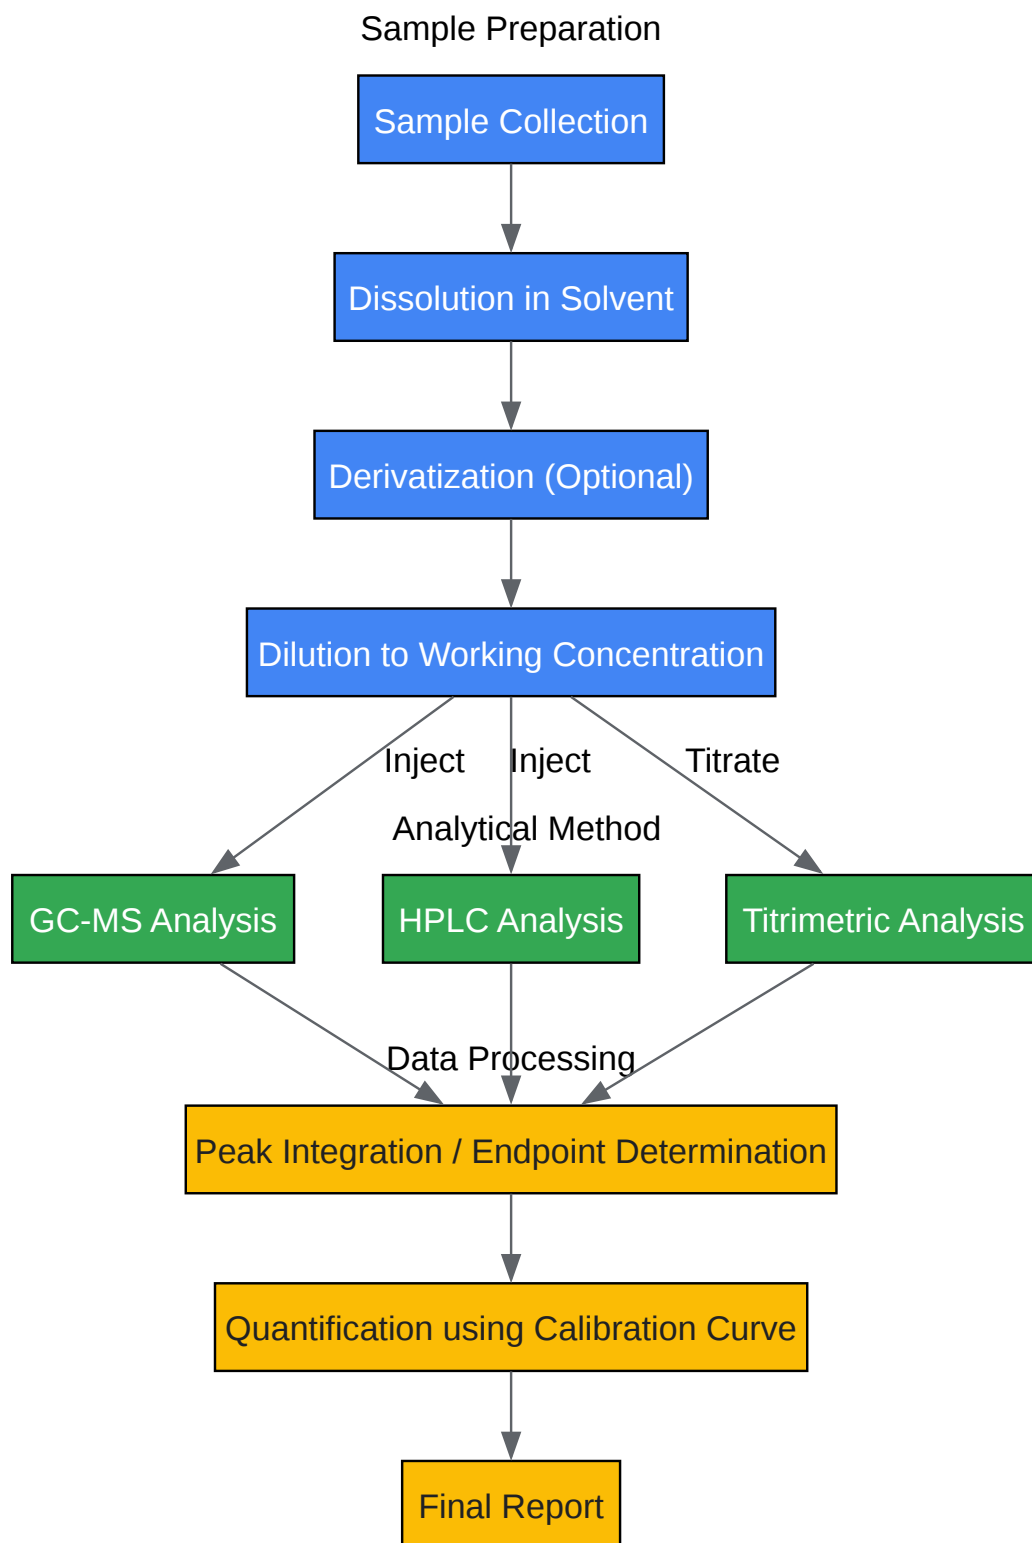 Sample Preparation
Sample Collection
Dissolution in Solvent
Derivatization (Optional)
Dilution to Working Concentration
Inject
Inject
Titrate
Analytical Method
GC-MS Analysis
HPLC Analysis
Titrimetric Analysis
Data Processing
Peak Integration / Endpoint Determination
Quantification using Calibration Curve
Final Report